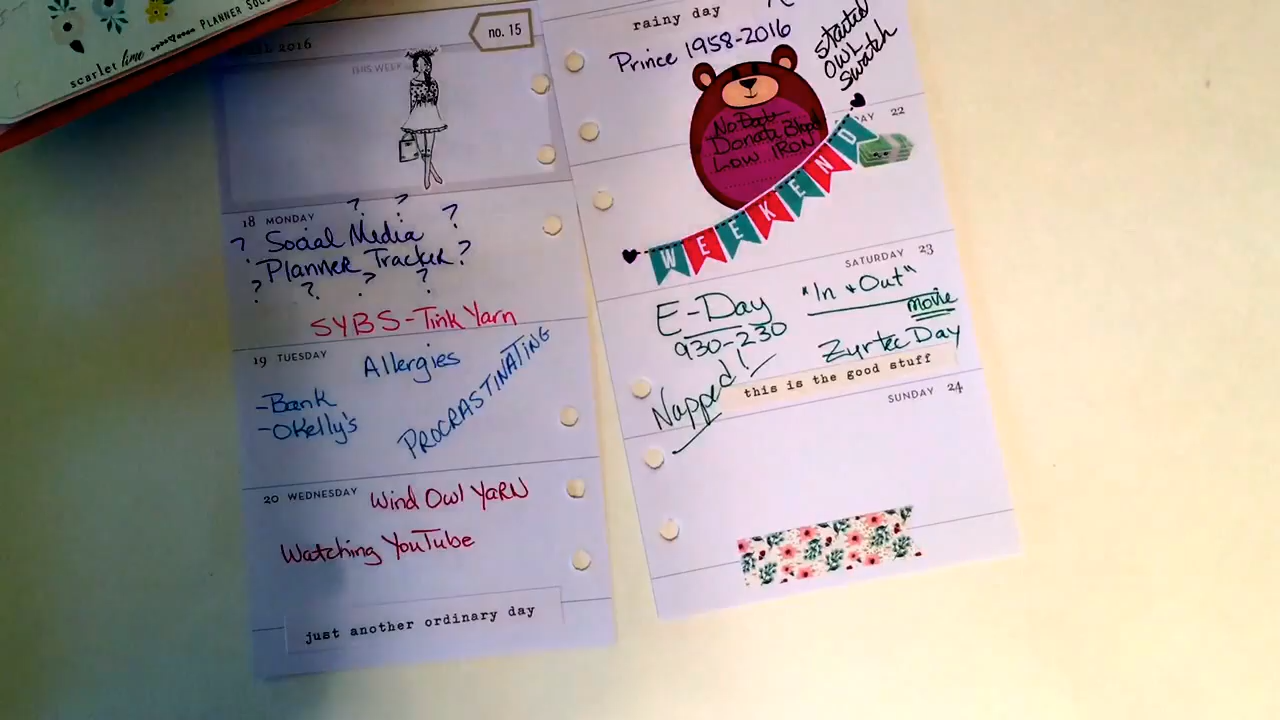 scarlet lime
PLANNER SOC
2016
no. 15
THIS WEEK
18 MONDAY
? ? ?
? Social Media
Planner Tracker?
? ? ? ?
SYBS-Tink Yarn
19 TUESDAY
Allergies
-Bank
-OKelly's
PROCRASTINATING
20 WEDNESDAY
Wind Owl YARN
Watching YouTube
just another ordinary day
rainy day
Prince 1958-2016
started
OWL
Swatch
DAY 22
Donate Blood
Low IRON
WEEKEND
SATURDAY 23
E-Day
930-230
Napped!
"In + Out"
movie
Zyrtec Day
this is the good stuff
SUNDAY 24